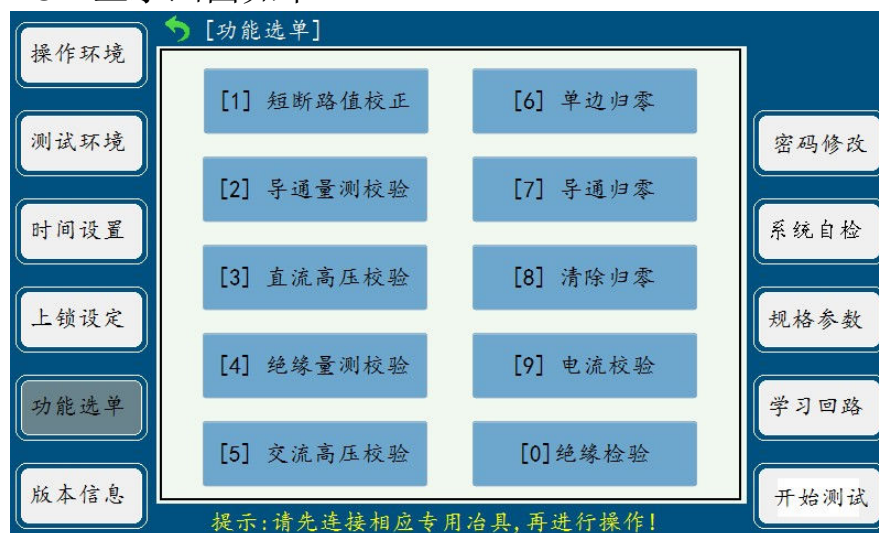 [功能选单]
操作环境
测试环境
时间设置
上锁设定
功能选单
版本信息
[1] 短断路值校正
[2] 导通量测校验
[3] 直流高压校验
[4] 绝缘量测校验
[5] 交流高压校验
[6] 单边归零
[7] 导通归零
[8] 清除归零
[9] 电流校验
[0]绝缘检验
密码修改
系统自检
规格参数
学习回路
开始测试
提示:请先连接相应专用冶具,再进行操作!